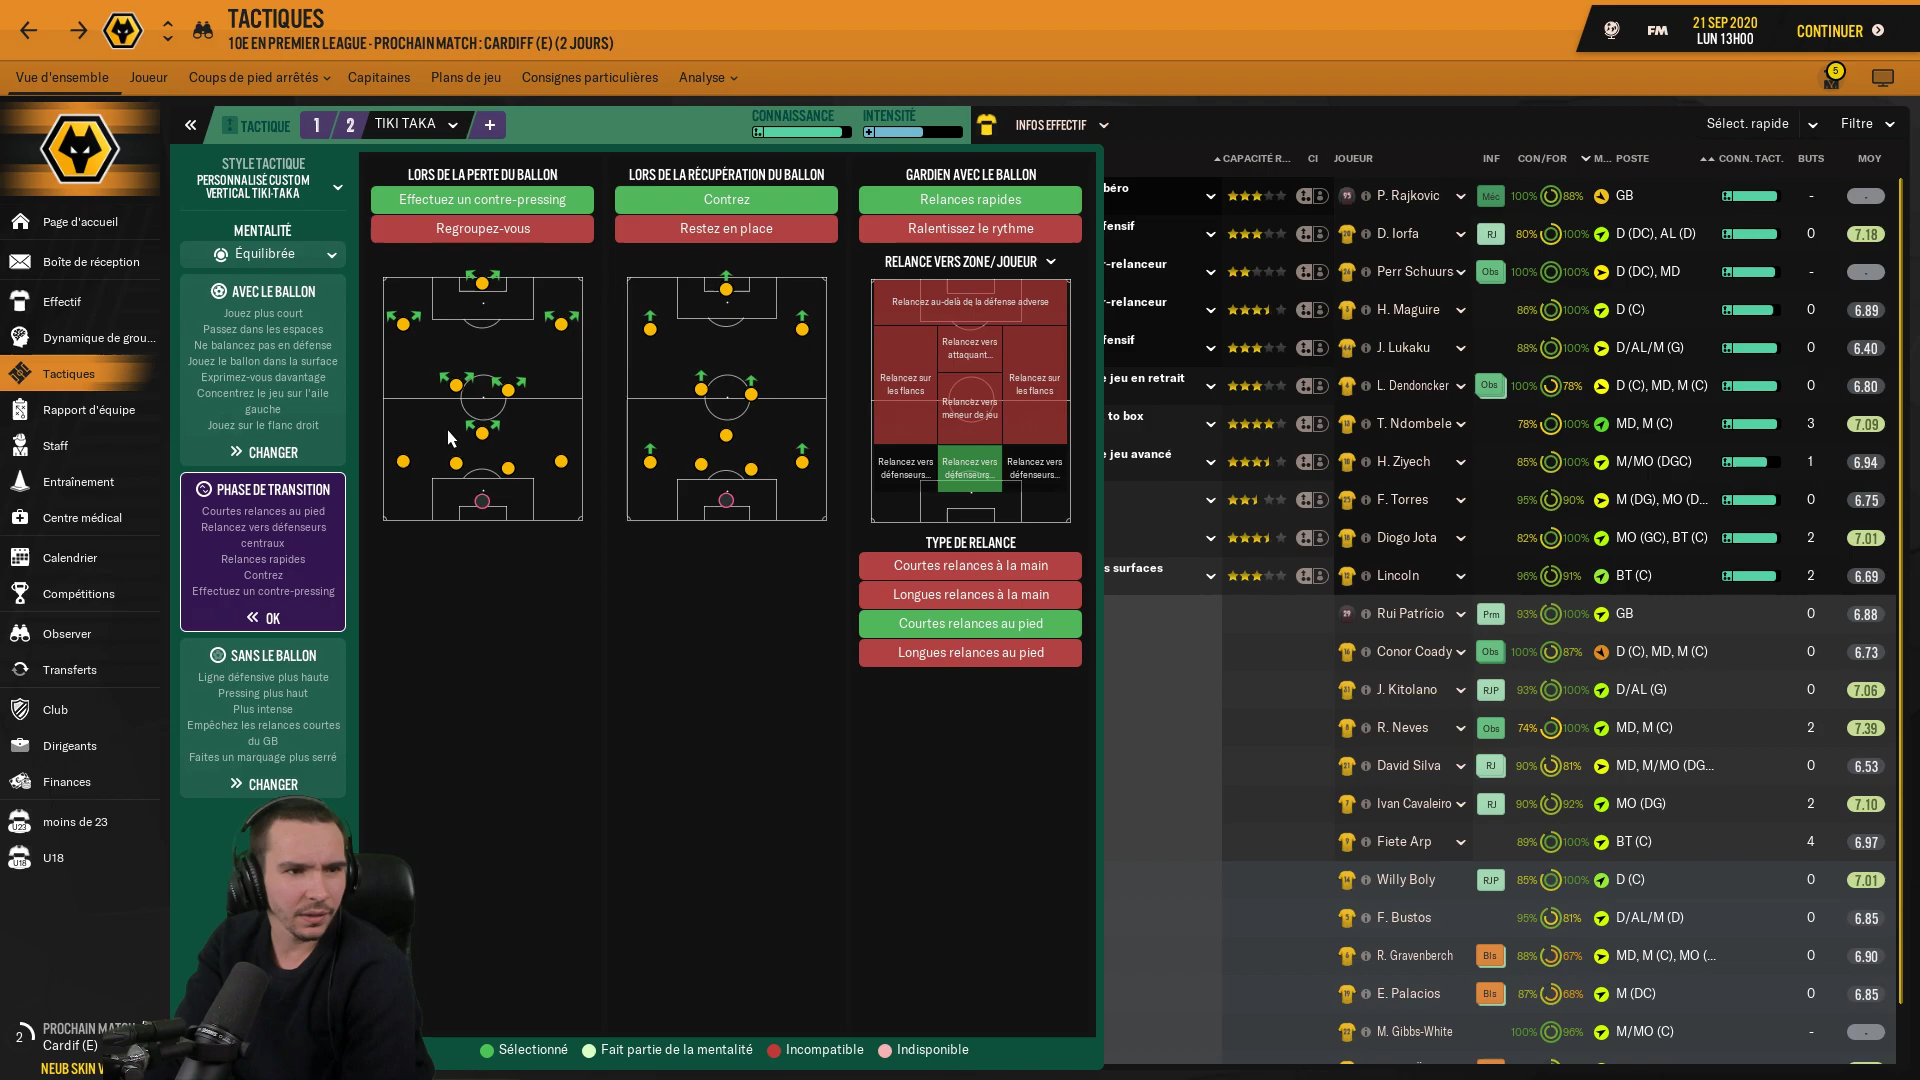 TACTIQUES
10E EN PREMIER LEAGUE - PROCHAIN MATCH : CARDIFF (E) (2 JOURS)
FM
21 SEP 2020
LUN 13H00
CONTINUER
Vue d'ensemble
Joueur
Coups de pied arrêtés
Capitaines
Plans de jeu
Consignes particulières
Analyse
5
Page d'accueil
Boîte de réception
Effectif
Dynamique de grou...
Tactiques
Rapport d'équipe
Staff
Entraînement
Centre médical
Calendrier
Compétitions
Observer
Transferts
Club
Dirigeants
Finances
U23
moins de 23
U18
U18
2
PROCHAIN
Cardif (E)
NEUB SKIN V
TACTIQUE
1
2
TIKI TAKA
+
CONNAISSANCE
INTENSITÉ
STYLE TACTIQUE
PERSONNALISÉ CUSTOM
VERTICAL TIKI-TAKA
MENTALITÉ
Équilibrée
AVEC LE BALLON
Jouez plus court
Passez dans les espaces
Ne balancez pas en défense
Jouez le ballon dans la surface
Exprimez-vous davantage
Concentrez le jeu sur l'aile
gauche
Jouez sur le flanc droit
CHANGER
PHASE DE TRANSITION
Courtes relances au pied
Relancez vers défenseurs
centraux
Relances rapides
Contrez
Effectuez un contre-pressing
OK
SANS LE BALLON
Ligne défensive plus haute
Pressing plus haut
Plus intense
Empêchez les relances courtes
du GB
Faites un marquage plus serré
CHANGER
LORS DE LA PERTE DU BALLON
Effectuez un contre-pressing
Regroupez-vous
LORS DE LA RÉCUPÉRATION DU BALLON
Contrez
Restez en place
GARDIEN AVEC LE BALLON
Relances rapides
Ralentissez le rythme
RELANCE VERS ZONE/JOUEUR
Relancez au-delà de la défense adverse
Relancez vers
attaquant...
Relancez sur
les flancs
Relancez vers
meneur de jeu
Relancez sur
les flancs
Relancez vers
défenseurs...
Relancez vers
défenseurs...
Relancez vers
défenseurs...
TYPE DE RELANCE
Courtes relances à la main
Longues relances à la main
Courtes relances au pied
Longues relances au pied
Sélectionné
Fait partie de la mentalité
Incompatible
Indisponible
INFOS EFFECTIF
Sélect. rapide
Filtre
CAPACITÉ R... CI JOUEUR INF CON/FOR M... POSTE CONN. TACT. BUTS MOY
béro P. Rajkovic Méc 100% 88% GB - -
fensif D. Iorfa RJ 80% 100% D (DC), AL (D) 0 7.18
r-relanceur Perr Schuurs Obs 100% 100% D (DC), MD - -
r-relanceur H. Maguire 86% 100% D (C) 0 6.89
fensif J. Lukaku 88% 100% D/AL/M (G) 0 6.40
e jeu en retrait L. Dendoncker Obs 100% 78% D (C), MD, M (C) 0 6.80
to box T. Ndombele 78% 100% MD, M (C) 3 7.09
e jeu avancé H. Ziyech 85% 100% M/MO (DGC) 1 6.94
F. Torres 95% 90% M (DG), MO (D... 0 6.75
Diogo Jota 82% 100% MO (GC), BT (C) 2 7.01
s surfaces Lincoln 96% 91% BT (C) 2 6.69
Rui Patrício Prm 93% 100% GB 0 6.88
Conor Coady Obs 100% 87% D (C), MD, M (C) 0 6.73
J. Kitolano RJP 93% 100% D/AL (G) 0 7.06
R. Neves Obs 74% 100% MD, M (C) 2 7.39
David Silva RJ 90% 81% MD, M/MO (DG... 0 6.53
Ivan Cavaleiro RJ 90% 92% MO (DG) 2 7.10
Fiete Arp 89% 100% BT (C) 4 6.97
Willy Boly RJP 85% 100% D (C) 0 7.01
F. Bustos 95% 81% D/AL/M (D) 0 6.85
R. Gravenberch Bls 88% 67% MD, M (C), MO (... 0 6.90
E. Palacios Bls 87% 68% M (DC) 0 6.85
M. Gibbs-White 100% 96% M/MO (C) - -